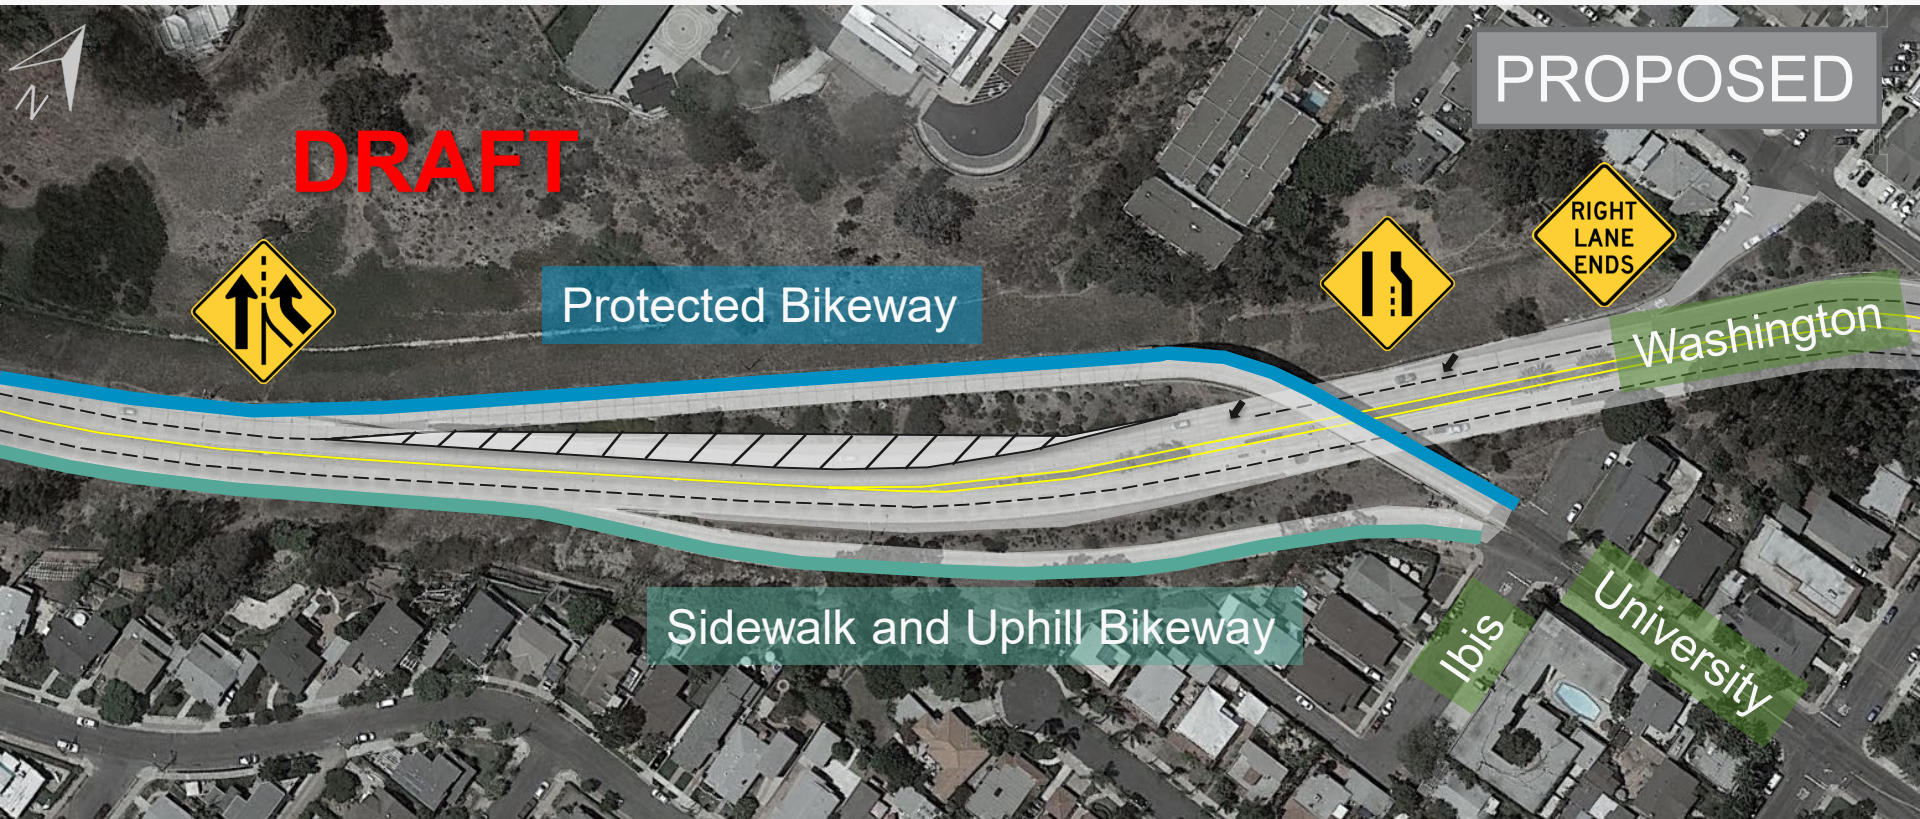 N
PROPOSED
DRAFT
RIGHT
LANE
ENDS
Protected Bikeway
Washington
Sidewalk and Uphill Bikeway
Ibis
University